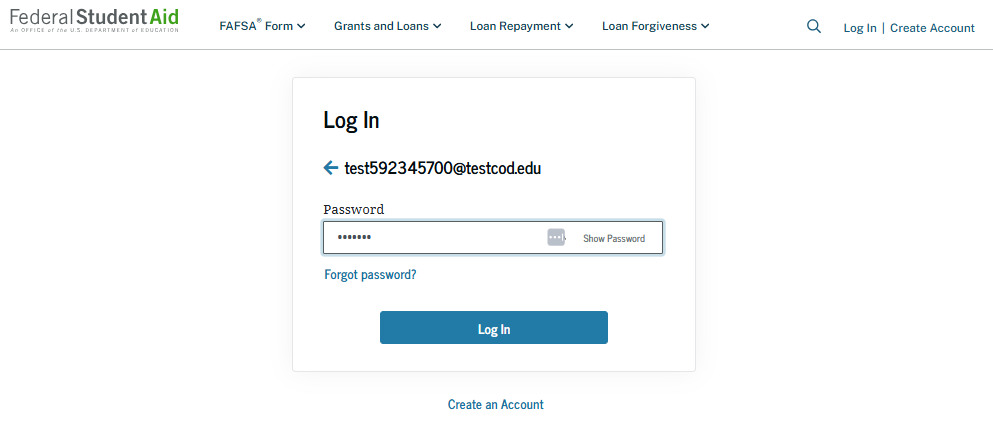 Federal Student Aid
An OFFICE of the U.S. DEPARTMENT of EDUCATION
FAFSA® Form
Grants and Loans
Loan Repayment
Loan Forgiveness
Log In | Create Account
Log In
test592345700@testcod.edu
Password
•••••••
Show Password
Forgot password?
Log In
Create an Account